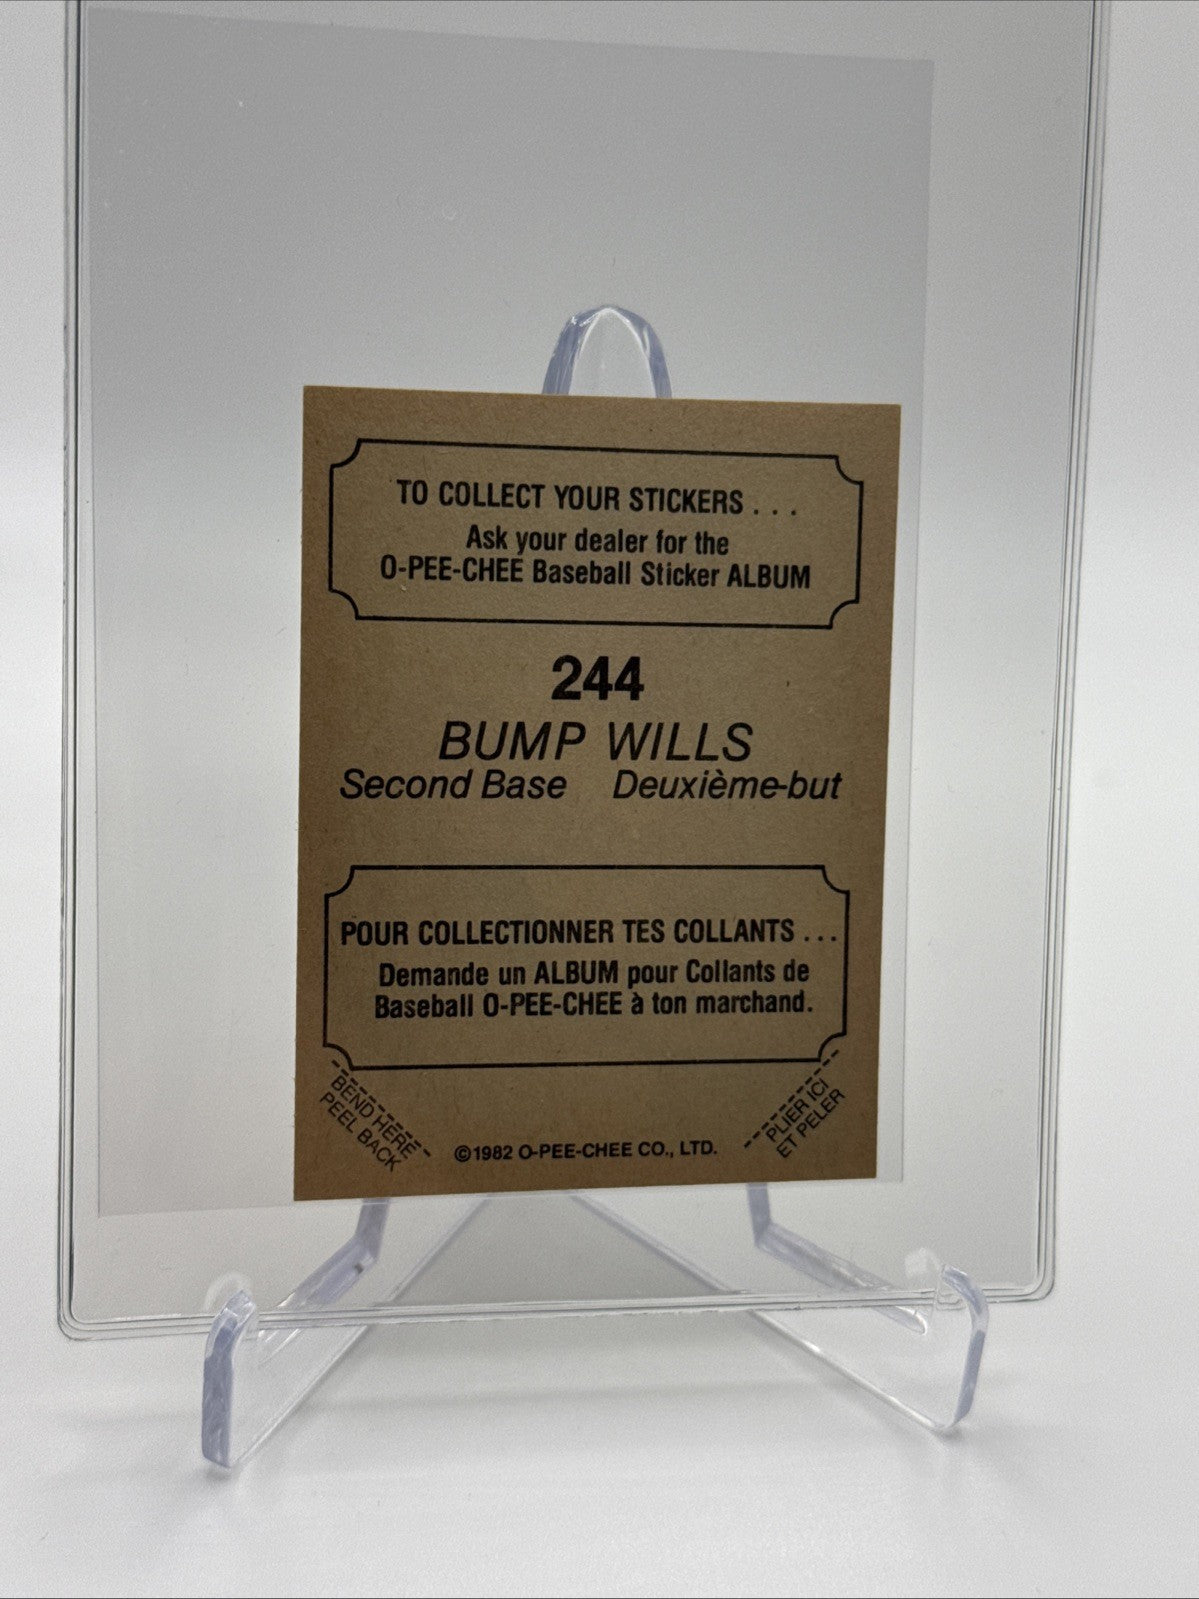 TO COLLECT YOUR STICKERS . . .
Ask your dealer for the
O-PEE-CHEE Baseball Sticker ALBUM
244
BUMP WILLS
Second Base Deuxième-but
POUR COLLECTIONNER TES COLLANTS . . .
Demande un ALBUM pour Collants de
Baseball O-PEE-CHEE à ton marchand.
BEND HERE
PEEL BACK
©1982 O-PEE-CHEE CO., LTD.
PLIER ICI
ET PELER